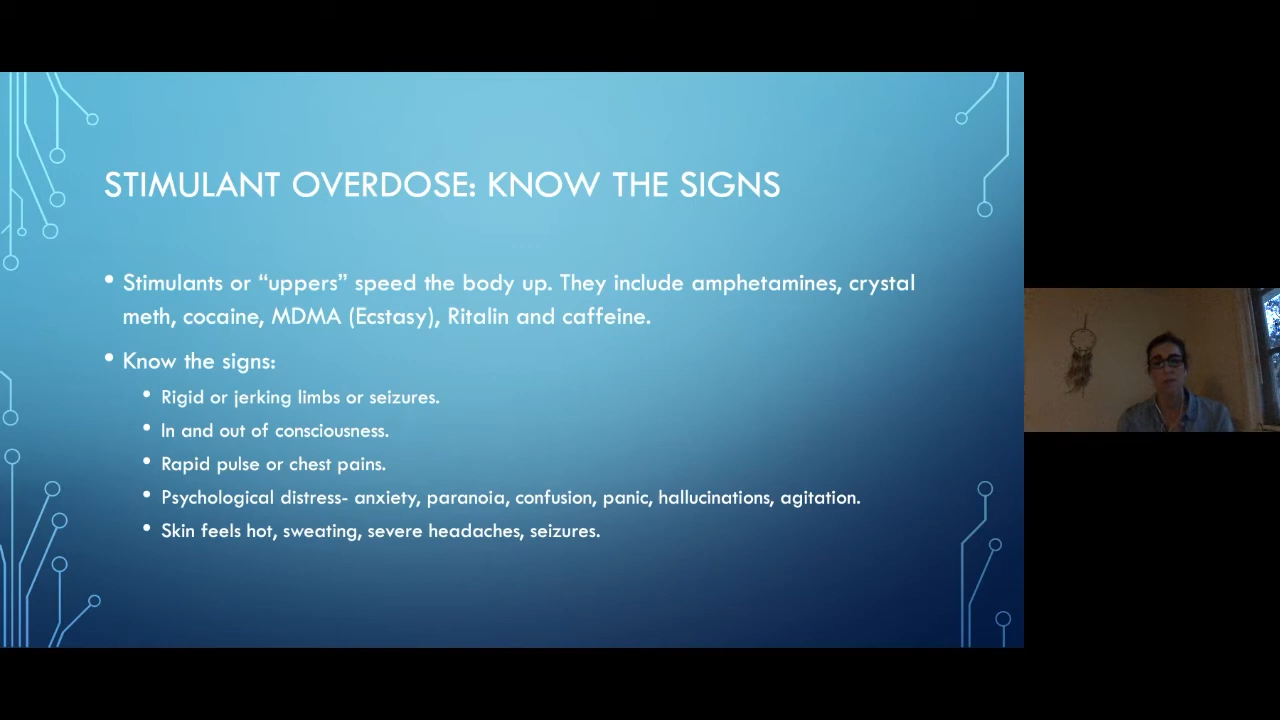 STIMULANT OVERDOSE: KNOW THE SIGNS
• Stimulants or “uppers” speed the body up. They include amphetamines, crystal
meth, cocaine, MDMA (Ecstasy), Ritalin and caffeine.
• Know the signs:
• Rigid or jerking limbs or seizures.
• In and out of consciousness.
• Rapid pulse or chest pains.
• Psychological distress- anxiety, paranoia, confusion, panic, hallucinations, agitation.
• Skin feels hot, sweating, severe headaches, seizures.